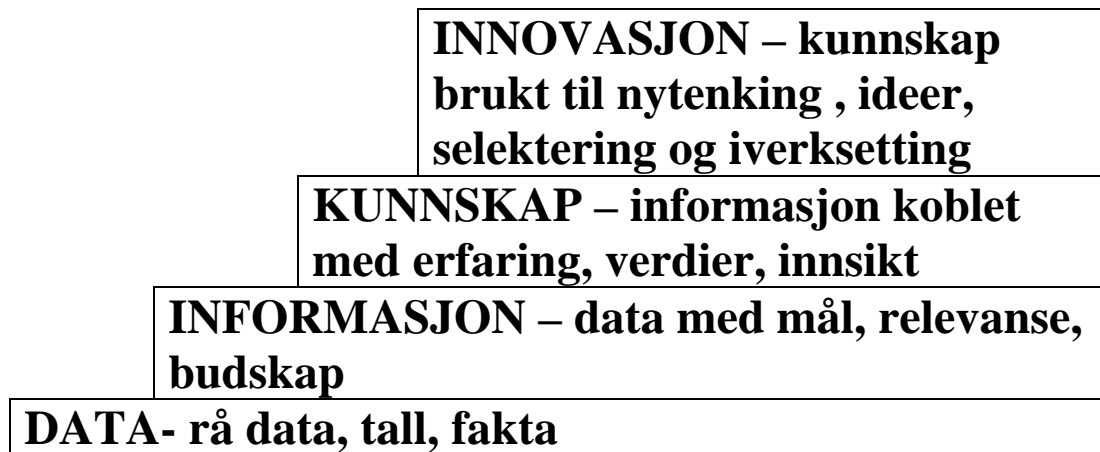 INNOVASJON – kunnskap
brukt til nytenking , ideer,
selektering og iverksetting
KUNNSKAP – informasjon koblet
med erfaring, verdier, innsikt
INFORMASJON – data med mål, relevanse,
budskap
DATA- rå data, tall, fakta